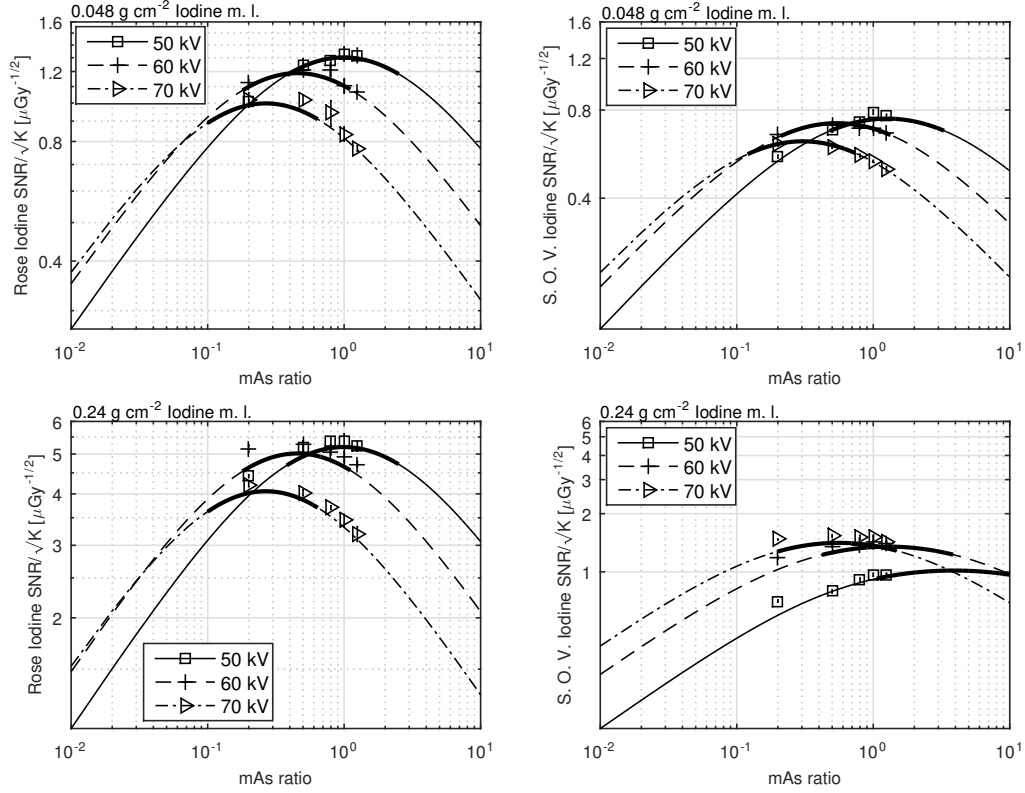 0.048 g cm⁻² Iodine m. l.
50 kV
60 kV
70 kV
Rose Iodine SNR/√K [μGy⁻¹/²]
1.6
1.2
0.8
0.4
10⁻²
10⁻¹
10⁰
10¹
mAs ratio
0.048 g cm⁻² Iodine m. l.
50 kV
60 kV
70 kV
S. O. V. Iodine SNR/√K [μGy⁻¹/²]
1.6
0.8
0.4
10⁻²
10⁻¹
10⁰
10¹
mAs ratio
0.24 g cm⁻² Iodine m. l.
50 kV
60 kV
70 kV
Rose Iodine SNR/√K [μGy⁻¹/²]
6
5
4
3
2
10⁻²
10⁻¹
10⁰
10¹
mAs ratio
0.24 g cm⁻² Iodine m. l.
50 kV
60 kV
70 kV
S. O. V. Iodine SNR/√K [μGy⁻¹/²]
6
5
4
3
2
1
10⁻²
10⁻¹
10⁰
10¹
mAs ratio